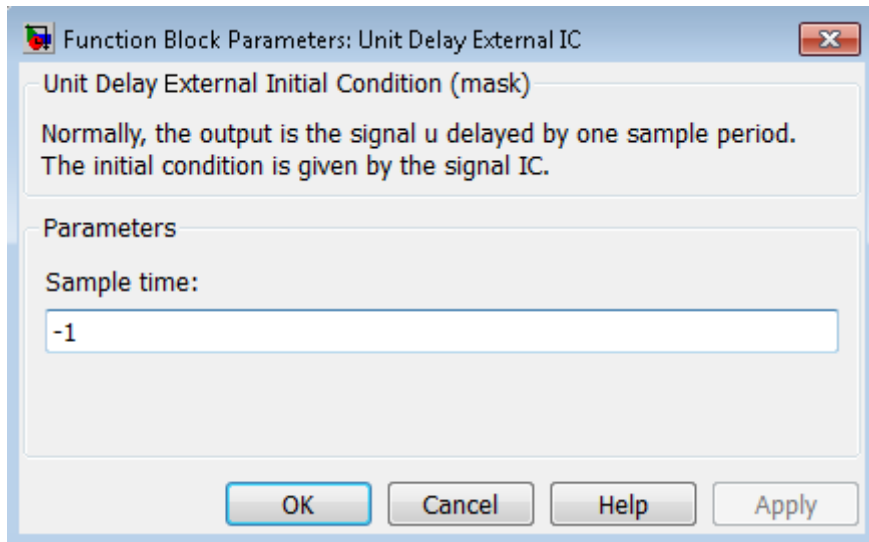 Function Block Parameters: Unit Delay External IC
Unit Delay External Initial Condition (mask)
Normally, the output is the signal u delayed by one sample period.
The initial condition is given by the signal IC.
Parameters
Sample time:
-1
OK Cancel Help Apply